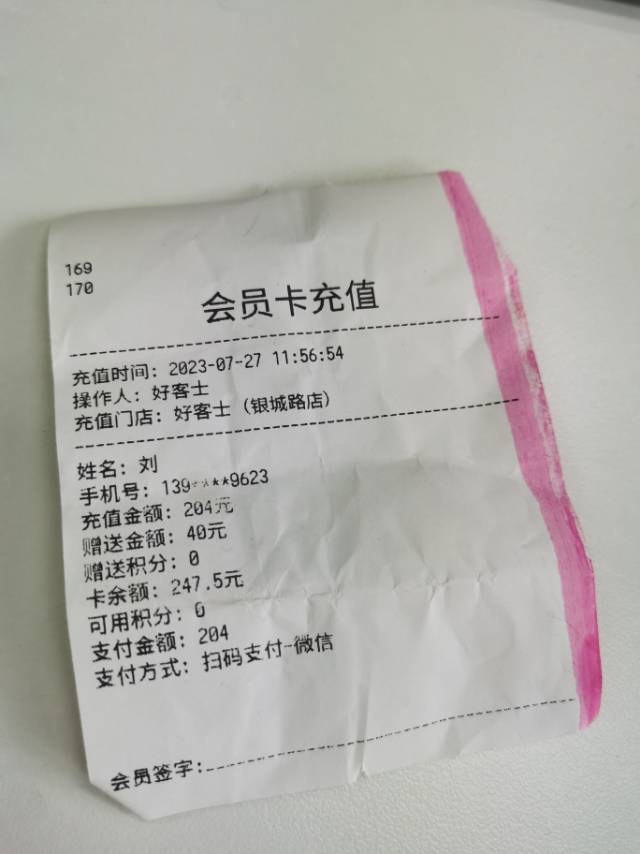 169
170
会员卡充值
充值时间：2023-07-27 11:56:54
操作人：好客士
充值门店：好客士（银城路店）
姓名：刘
手机号：139****9623
充值金额：204元
赠送金额：40元
赠送积分：0
卡余额：247.5元
可用积分：0
支付金额：204
支付方式：扫码支付-微信
会员签字：